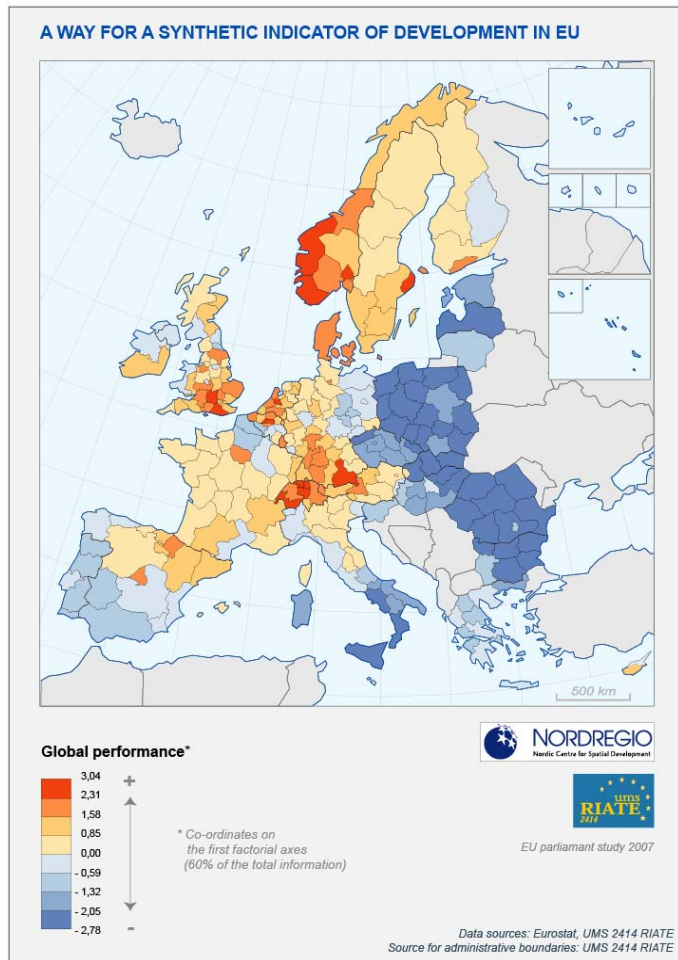 A WAY FOR A SYNTHETIC INDICATOR OF DEVELOPMENT IN EU
500 km
Global performance*
3,04
2,31
1,58
0,85
0,00
- 0,59
- 1,32
- 2,05
- 2,78
+
-
* Co-ordinates on
the first factorial axes
(60% of the total information)
NORDREGIO
Nordic Centre for Spatial Development
ums
RIATE
2414
EU parliamant study 2007
Data sources: Eurostat, UMS 2414 RIATE
Source for administrative boundaries: UMS 2414 RIATE